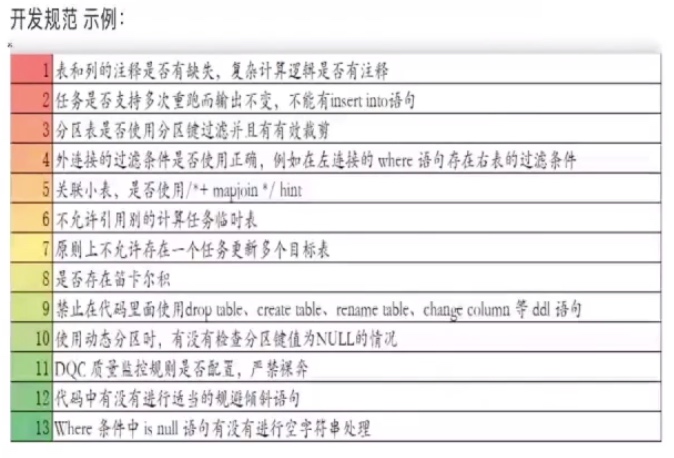 开发规范 示例：
1 表和列的注释是否有缺失，复杂计算逻辑是否有注释
2 任务是否支持多次重跑而输出不变，不能有insert into语句
3 分区表是否使用分区键过滤并且有有效裁剪
4 外连接的过滤条件是否使用正确，例如在左连接的 where 语句存在右表的过滤条件
5 关联小表，是否使用/*+ mapjoin */ hint
6 不允许引用别的计算任务临时表
7 原则上不允许存在一个任务更新多个目标表
8 是否存在笛卡尔积
9 禁止在代码里面使用drop table、create table、rename table、change column 等 ddl 语句
10 使用动态分区时，有没有检查分区键值为NULL的情况
11 DQC 质量监控规则是否配置，严禁裸奔
12 代码中有没有进行适当的规避倾斜语句
13 Where 条件中 is null 语句有没有进行空字符串处理